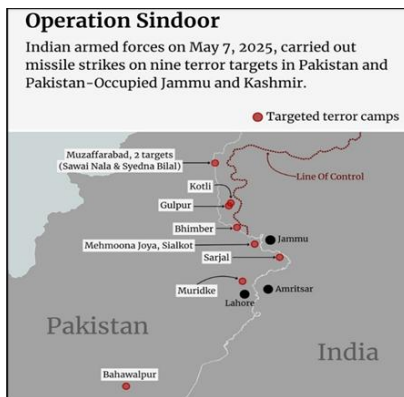 Operation Sindoor
Indian armed forces on May 7, 2025, carried out
missile strikes on nine terror targets in Pakistan and
Pakistan-Occupied Jammu and Kashmir.
Targeted terror camps
Muzaffarabad, 2 targets
(Sawai Nala & Syedna Bilal)
Line Of Control
Kotli
Gulpur
Bhimber
Jammu
Mehmoona Joya, Sialkot
Sarjal
Muridke
Amritsar
Lahore
Pakistan
India
Bahawalpur